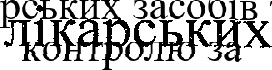 рських засобів
лікарських
контролю за